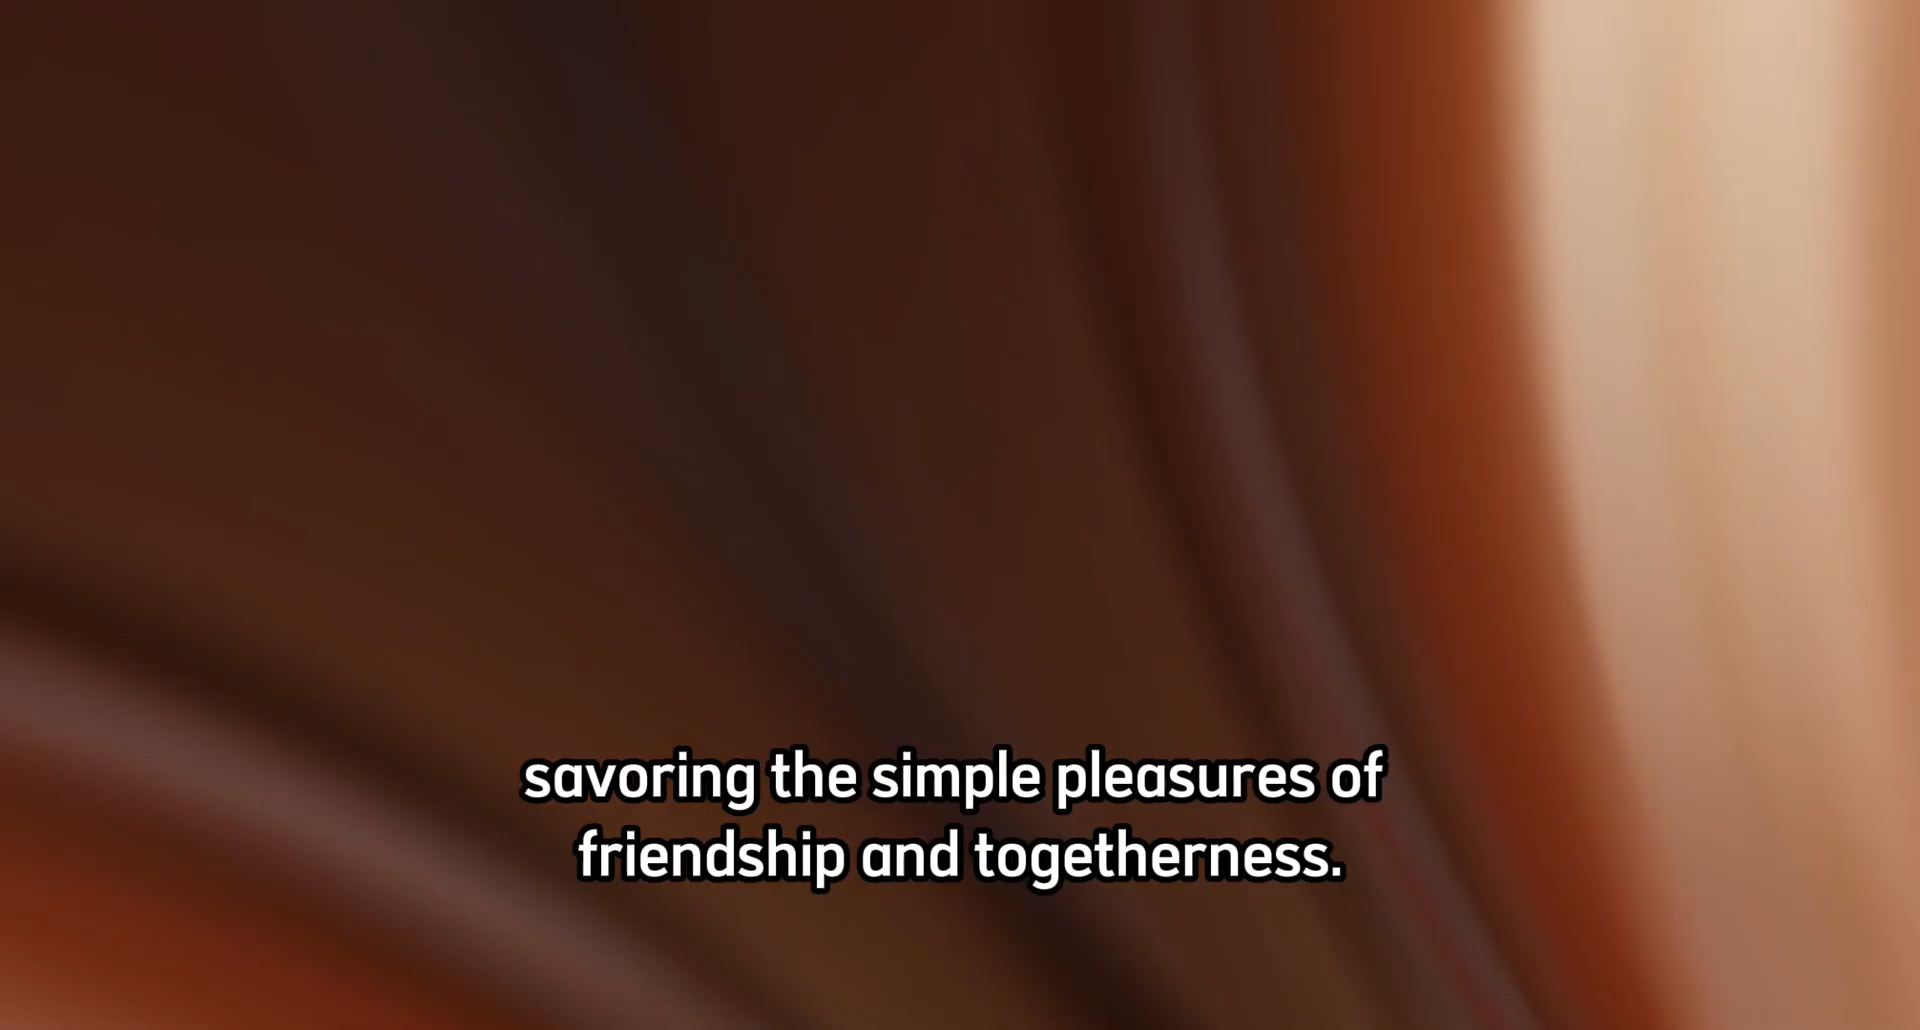 savoring the simple pleasures of
friendship and togetherness.